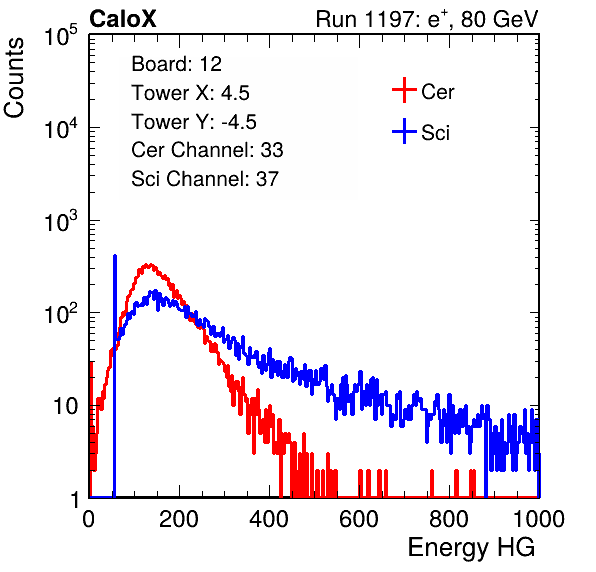 CaloX Run 1197: e⁺, 80 GeV
Counts
10⁵
10⁴
10³
10²
10
1
Board: 12
Tower X: 4.5
Tower Y: -4.5
Cer Channel: 33
Sci Channel: 37
Cer
Sci
0 200 400 600 800 1000
Energy HG